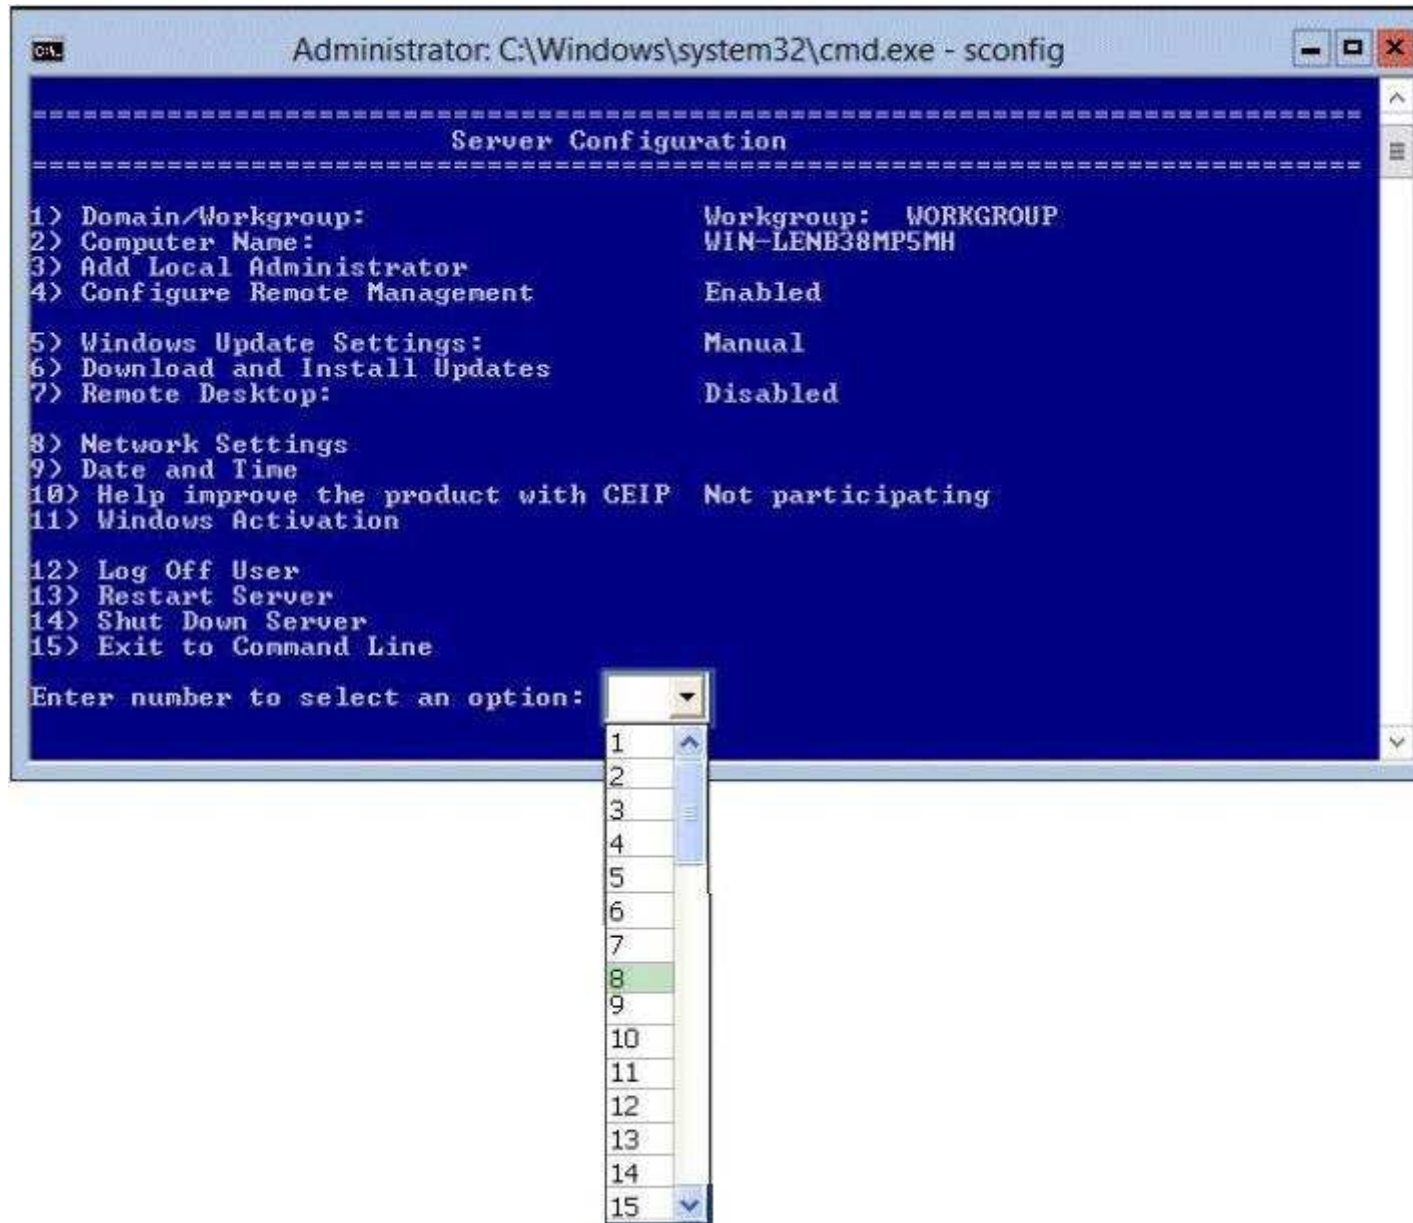 Administrator: C:\Windows\system32\cmd.exe - sconfig
===============================================================================
Server Configuration
===============================================================================
1) Domain/Workgroup: Workgroup: WORKGROUP
2) Computer Name: WIN-LENB38MP5MH
3) Add Local Administrator
4) Configure Remote Management Enabled
5) Windows Update Settings: Manual
6) Download and Install Updates
7) Remote Desktop: Disabled
8) Network Settings
9) Date and Time
10) Help improve the product with CEIP Not participating
11) Windows Activation
12) Log Off User
13) Restart Server
14) Shut Down Server
15) Exit to Command Line
Enter number to select an option:
1
2
3
4
5
6
7
8
9
10
11
12
13
14
15